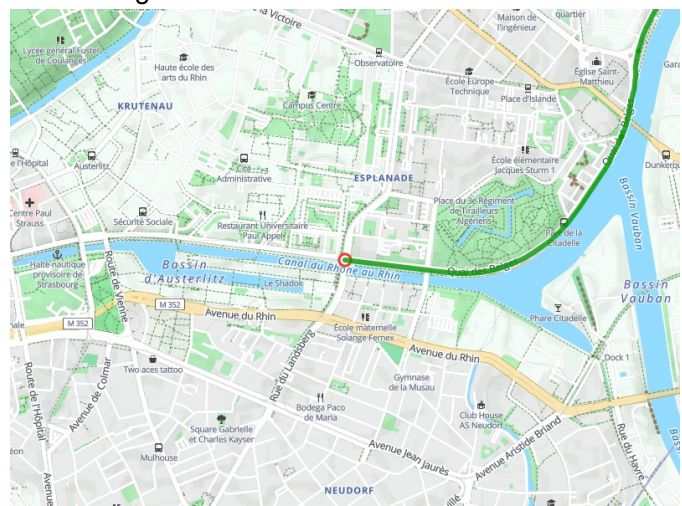 la Victoire
Maison de
l'ingénieur
quartier
Lycée général Fustel
de Coulanges
Haute école des
arts du Rhin
Observatoire
École Europe
Technique
Église Saint-
Matthieu
Place d'Islande
KRUTENAU
Campus Centre
Quai des Belges
École élémentaire
Jacques Sturm 1
Dunkerque
l'Hôpital
Austerlitz
Cité
Administrative
ESPLANADE
Centre Paul
Strauss
Sécurité Sociale
Restaurant Universitaire
Paul Appell
Place du 3e Régiment
de Tirailleurs
Algériens
Parc de la
Citadelle
Bassin Vauban
Halte nautique
provisoire de
Strasbourg
Route de Vienne
Bassin
d'Austerlitz
Canal du Rhône au Rhin
Quai des Belges
Le Shadok
Bassin
Vauban
M 352
M 352
Avenue du Rhin
Phare Citadelle
École maternelle
Solange Fernex
Avenue du Rhin
Rue du Landsberg
Dock 1
Two aces tattoo
Route de l'Hôpital
Avenue de Colmar
Gymnase
de la Musau
Bodega Paco
de Maria
Club House
AS Neudorf
Square Gabrielle
et Charles Kayser
Mulhouse
Avenue Jean Jaurès
Avenue Aristide Briand
Rue du Havre
NEUDORF